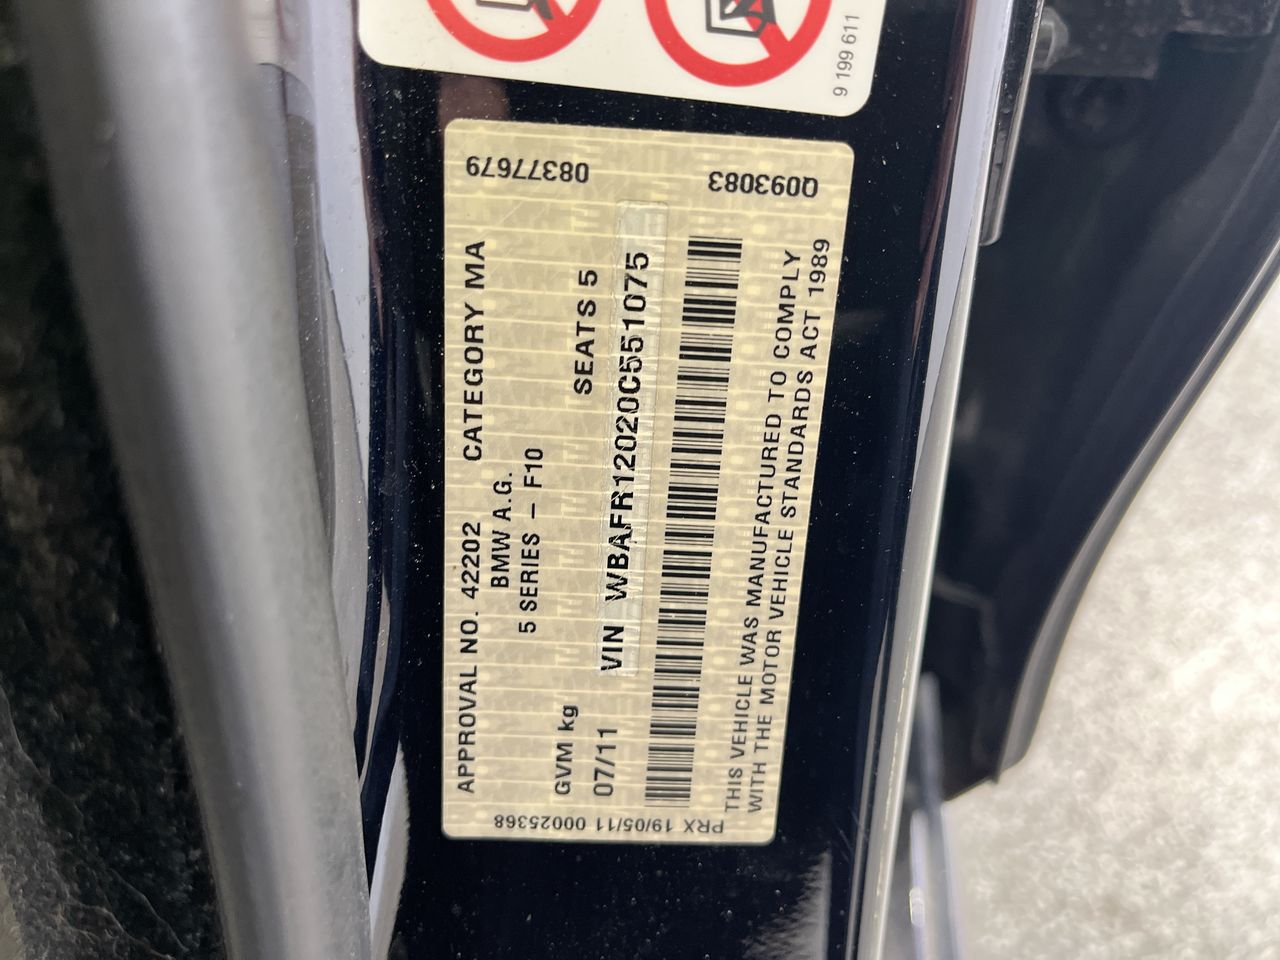 9 199 611
08377679
Q093083
APPROVAL NO. 42202 CATEGORY MA
BMW A.G.
5 SERIES – F10
GVM kg SEATS 5
07/11 VIN WBAFR12020C551075
THIS VEHICLE WAS MANUFACTURED TO COMPLY
WITH THE MOTOR VEHICLE STANDARDS ACT 1989
PRX 19/05/11 00025368